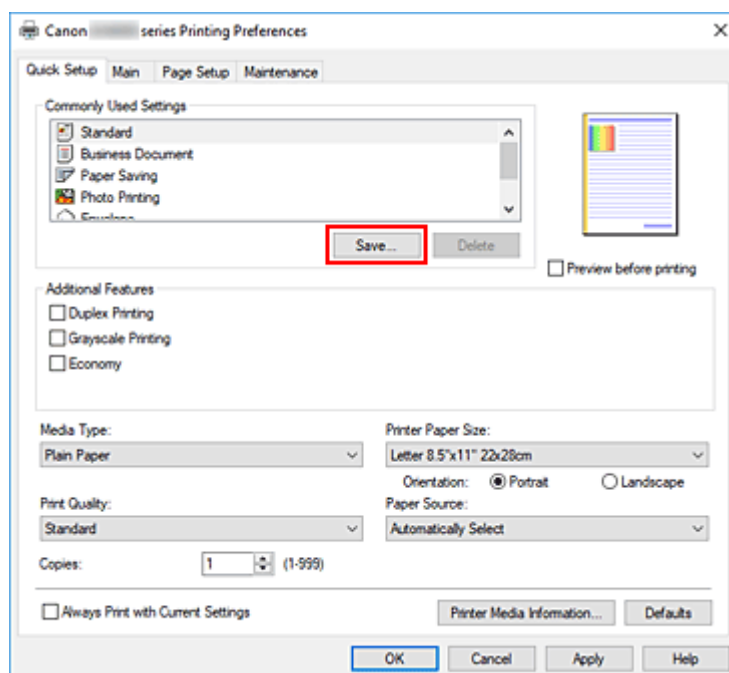 Canon series Printing Preferences
Quick Setup Main Page Setup Maintenance
Commonly Used Settings
Standard
Business Document
Paper Saving
Photo Printing
Envelope
Save... Delete
Preview before printing
Additional Features
Duplex Printing
Grayscale Printing
Economy
Media Type: Printer Paper Size:
Plain Paper Letter 8.5"x11" 22x28cm
Orientation: Portrait Landscape
Print Quality: Paper Source:
Standard Automatically Select
Copies: 1 (1-999)
Always Print with Current Settings Printer Media Information... Defaults
OK Cancel Apply Help